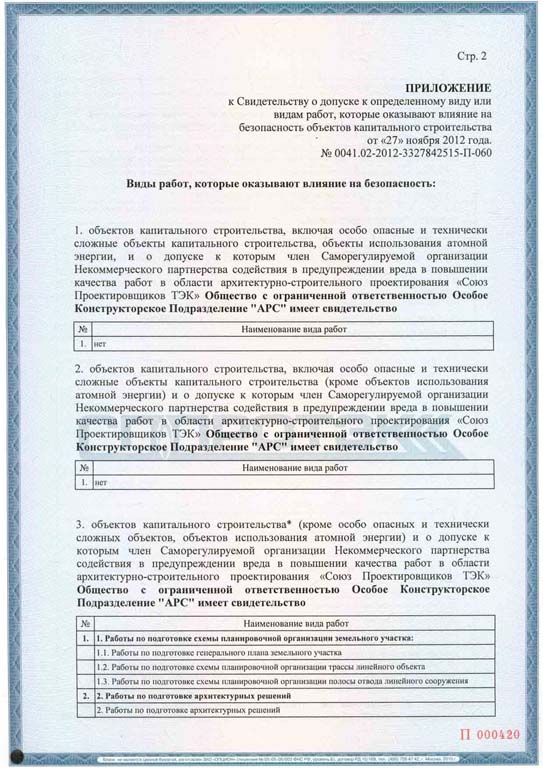 Стр. 2
ПРИЛОЖЕНИЕ
к Свидетельству о допуске к определенному виду или
видам работ, которые оказывают влияние на
безопасность объектов капитального строительства
от «27» ноября 2012 года.
№ 0041.02-2012-3327842515-П-060
Виды работ, которые оказывают влияние на безопасность:
1. объектов капитального строительства, включая особо опасные и технически
сложные объекты капитального строительства, объекты использования атомной
энергии, и о допуске к которым член Саморегулируемой организации
Некоммерческого партнерства содействия в предупреждении вреда в повышении
качества работ в области архитектурно-строительного проектирования «Союз
Проектировщиков ТЭК» Общество с ограниченной ответственностью Особое
Конструкторское Подразделение "АРС" имеет свидетельство
№ Наименование вида работ
1. нет
2. объектов капитального строительства, включая особо опасные и технически
сложные объекты капитального строительства (кроме объектов использования
атомной энергии) и о допуске к которым член Саморегулируемой организации
Некоммерческого партнерства содействия в предупреждении вреда в повышении
качества работ в области архитектурно-строительного проектирования «Союз
Проектировщиков ТЭК» Общество с ограниченной ответственностью Особое
Конструкторское Подразделение "АРС" имеет свидетельство
№ Наименование вида работ
1. нет
3. объектов капитального строительства* (кроме особо опасных и технически
сложных объектов, объектов использования атомной энергии) и о допуске к
которым член Саморегулируемой организации Некоммерческого партнерства
содействия в предупреждении вреда в повышении качества работ в области
архитектурно-строительного проектирования «Союз Проектировщиков ТЭК»
Общество с ограниченной ответственностью Особое Конструкторское
Подразделение "АРС" имеет свидетельство
№ Наименование вида работ
1. 1. Работы по подготовке схемы планировочной организации земельного участка:
1.1. Работы по подготовке генерального плана земельного участка
1.2. Работы по подготовке схемы планировочной организации трассы линейного объекта
1.3. Работы по подготовке схемы планировочной организации полосы отвода линейного сооружения
2. 2. Работы по подготовке архитектурных решений
2. Работы по подготовке архитектурных решений
П 000420